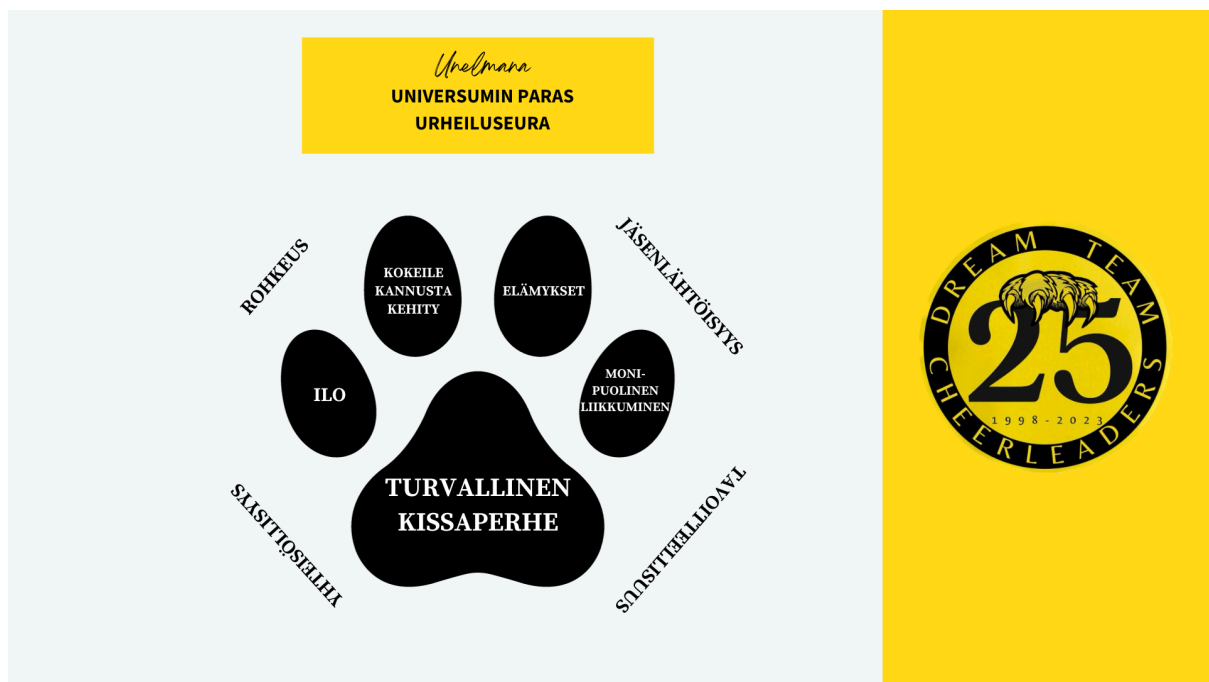 Unelmana
UNIVERSUMIN PARAS
URHEILUSEURA
ROHKEUS
JÄSENLÄHTÖISYYS
KOKEILE
KANNUSTA
KEHITY
ELÄMYKSET
ILO
MONI-
PUOLINEN
LIIKKUMINEN
TURVALLINEN
KISSAPERHE
YHTEISÖLLISYYS
TAVOITTEELLISUUS
DREAM TEAM
25
1998-2023
CHEERLEADERS